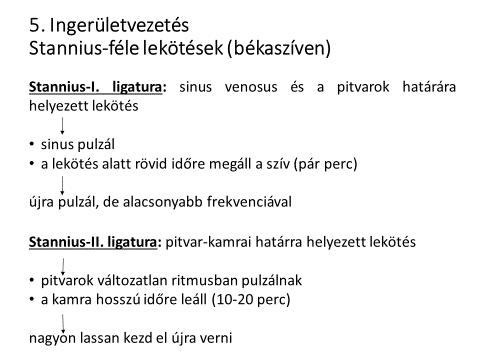 5. Ingerületvezetés
Stannius-féle lekötések (békaszíven)
Stannius-I. ligatura: sinus venosus és a pitvarok határára
helyezett lekötés
• sinus pulzál
• a lekötés alatt rövid időre megáll a szív (pár perc)
újra pulzál, de alacsonyabb frekvenciával
Stannius-II. ligatura: pitvar-kamrai határra helyezett lekötés
• pitvarok változatlan ritmusban pulzálnak
• a kamra hosszú időre leáll (10-20 perc)
nagyon lassan kezd el újra verni